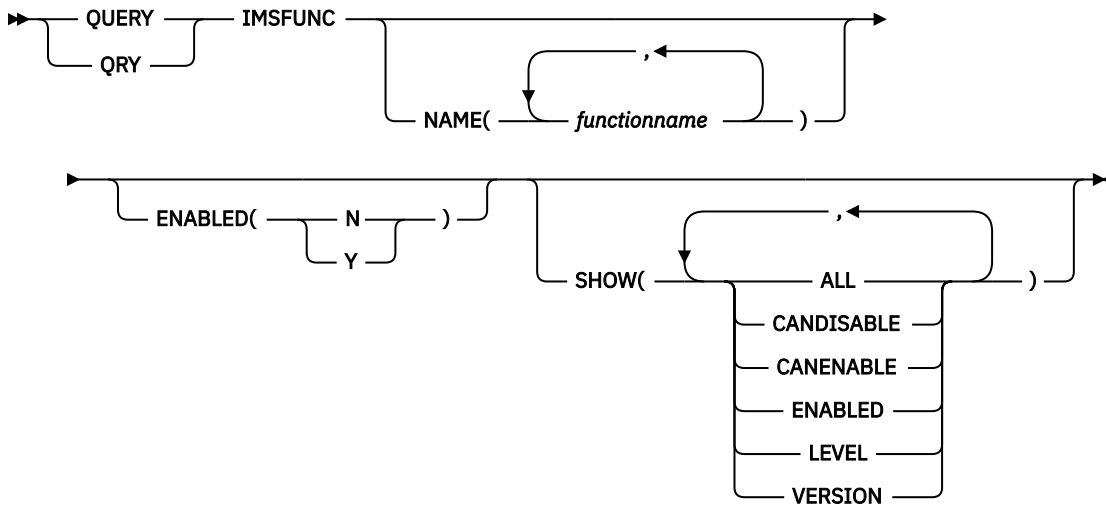 QUERY IMSFUNC
QRY
,
NAME( functionname )
ENABLED( N )
Y
,
SHOW( ALL )
CANDISABLE
CANENABLE
ENABLED
LEVEL
VERSION